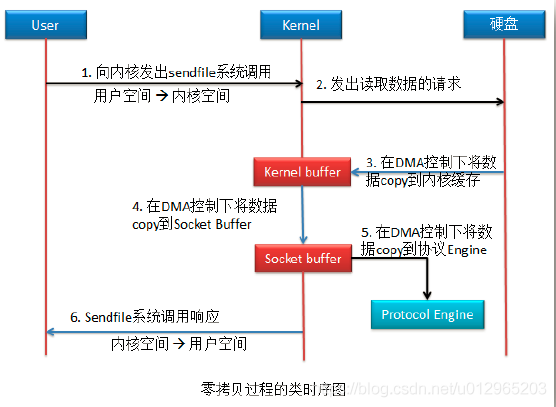 User
Kernel
硬盘
1. 向内核发出sendfile系统调用
用户空间 → 内核空间
2. 发出读取数据的请求
Kernel buffer
3. 在DMA控制下将数
据copy到内核缓存
4. 在DMA控制下将数据
copy到Socket Buffer
5. 在DMA控制下将数
据copy到协议Engine
Socket buffer
Protocol Engine
6. Sendfile系统调用响应
内核空间 → 用户空间
零拷贝过程的类时序图
https://blog.csdn.net/u012965203